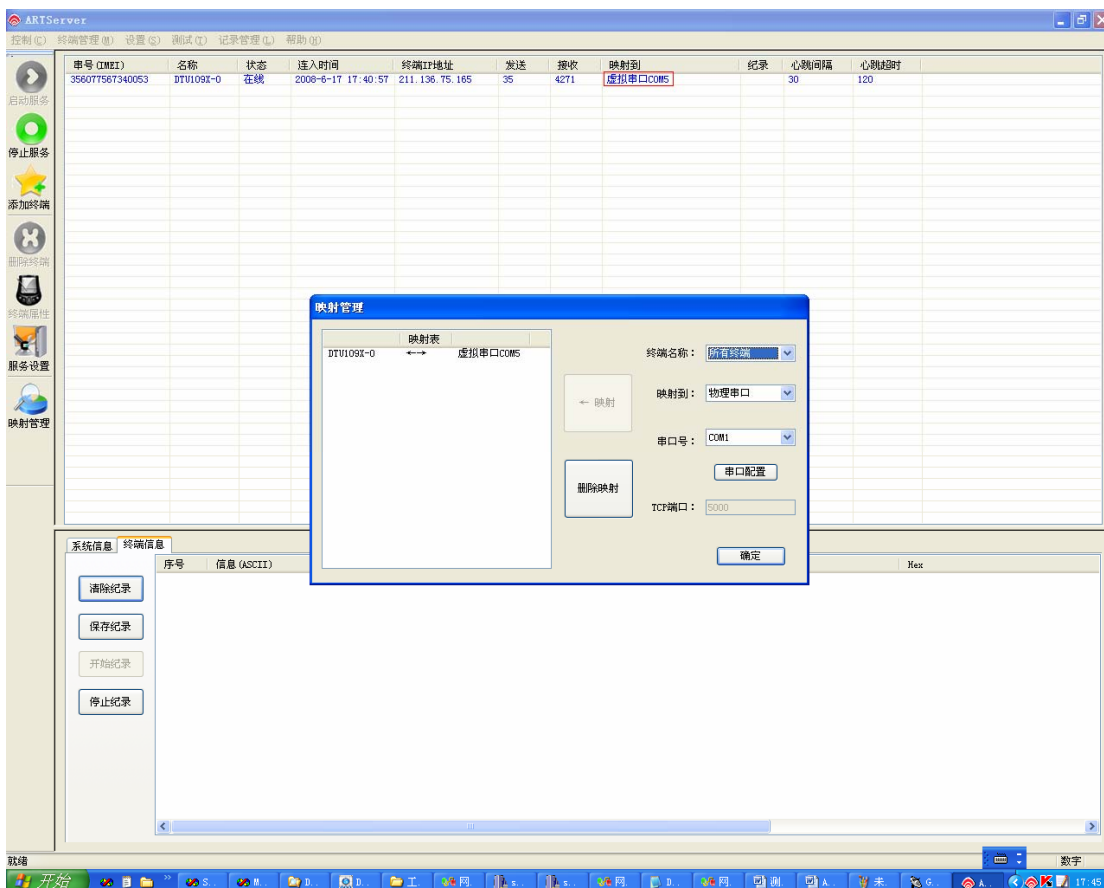 ARTServer
控制(C) 终端管理(M) 设置(S) 测试(T) 记录管理(L) 帮助(H)
串号(IMEI) 名称 状态 连入时间 终端IP地址 发送 接收 映射到 纪录 心跳间隔 心跳超时
356077567340053 DTU109X-0 在线 2008-6-17 17:40:57 211.136.75.165 35 4271 虚拟串口COM5 30 120
启动服务
停止服务
添加终端
删除终端
终端属性
服务设置
映射管理
映射管理
映射表
DTU109X-0 ←→ 虚拟串口COM5
← 映射
删除映射
终端名称: 所有终端
映射到: 物理串口
串口号: COM1
串口配置
TCP端口: 5000
确定
系统信息 终端信息
序号 信息(ASCII) Hex
清除纪录
保存纪录
开始纪录
停止纪录
就绪 数字
开始 S.. M.. D.. D.. 工.. 网.. s.. s.. 网.. D.. 网.. 测.. A.. 未.. G.. A.. 17:45